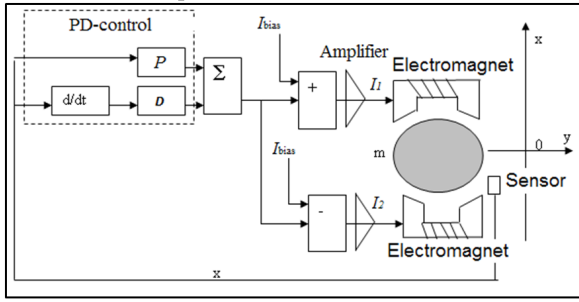 PD-control
P
d/dt
D
Σ
Ibias
+
Amplifier
I1
Electromagnet
x
m
0
y
Sensor
Ibias
-
I2
Electromagnet
x